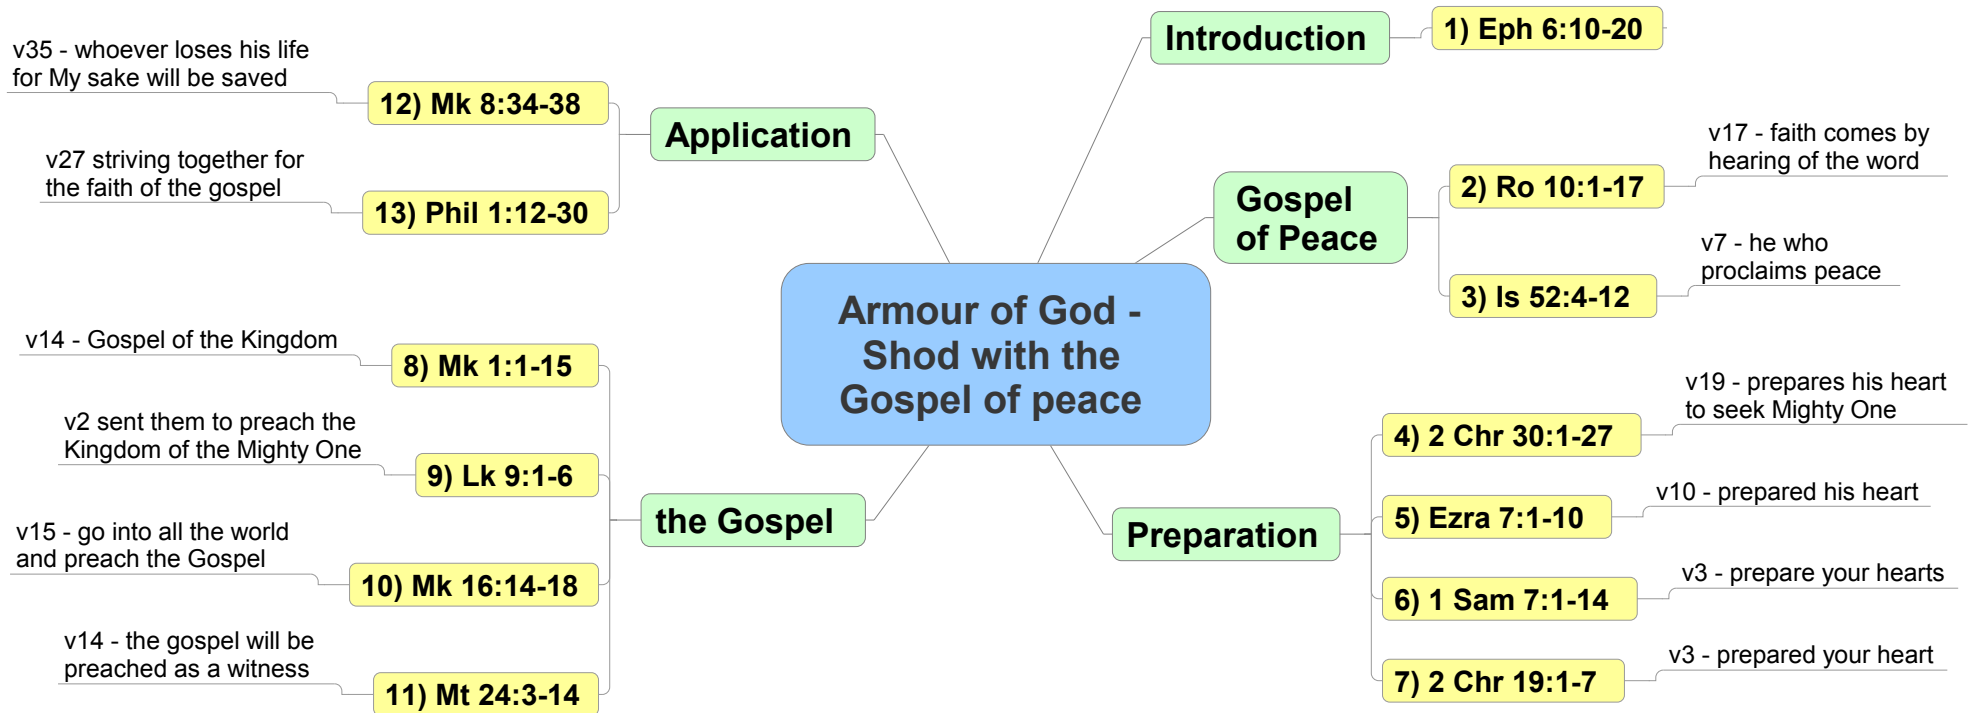 Armour of God -
Shod with the
Gospel of peace
Introduction
1) Eph 6:10-20
Gospel
of Peace
2) Ro 10:1-17
v17 - faith comes by
hearing of the word
3) Is 52:4-12
v7 - he who
proclaims peace
Preparation
4) 2 Chr 30:1-27
v19 - prepares his heart
to seek Mighty One
5) Ezra 7:1-10
v10 - prepared his heart
6) 1 Sam 7:1-14
v3 - prepare your hearts
7) 2 Chr 19:1-7
v3 - prepared your heart
the Gospel
8) Mk 1:1-15
v14 - Gospel of the Kingdom
9) Lk 9:1-6
v2 sent them to preach the
Kingdom of the Mighty One
10) Mk 16:14-18
v15 - go into all the world
and preach the Gospel
11) Mt 24:3-14
v14 - the gospel will be
preached as a witness
Application
12) Mk 8:34-38
v35 - whoever loses his life
for My sake will be saved
13) Phil 1:12-30
v27 striving together for
the faith of the gospel